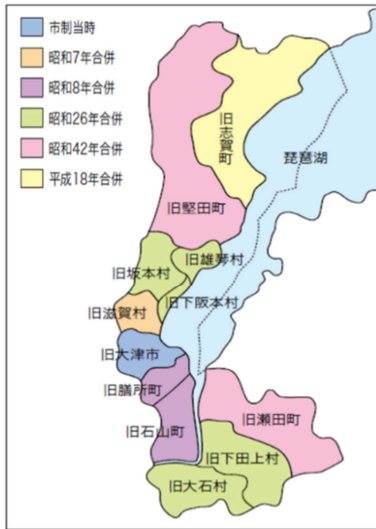 市制当時
昭和7年合併
昭和8年合併
昭和26年合併
昭和42年合併
平成18年合併
旧志賀町
琵琶湖
旧堅田町
旧雄琴村
旧坂本村
旧下阪本村
旧滋賀村
旧大津市
旧膳所町
旧石山町
旧瀬田町
旧下田上村
旧大石村